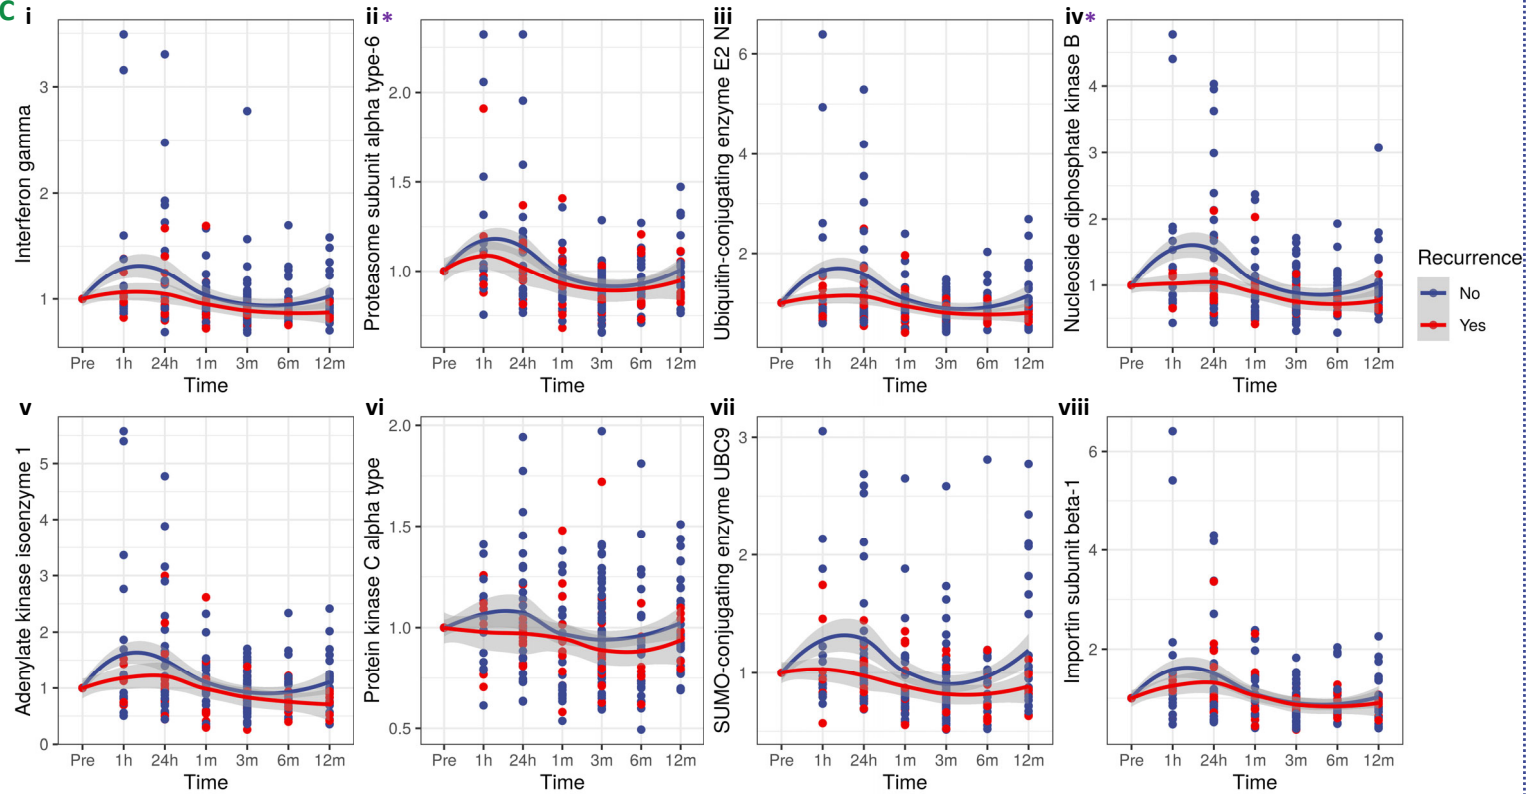 C i
Interferon gamma
3
2
1
Pre 1h 24h 1m 3m 6m 12m
Time
ii*
Proteasome subunit alpha type-6
2.0
1.5
1.0
Pre 1h 24h 1m 3m 6m 12m
Time
iii
Ubiquitin-conjugating enzyme E2 N
6
4
2
Pre 1h 24h 1m 3m 6m 12m
Time
iv*
Nucleoside diphosphate kinase B
4
3
2
1
Pre 1h 24h 1m 3m 6m 12m
Time
Recurrence
No
Yes
v
Adenylate kinase isoenzyme 1
5
4
3
2
1
0
Pre 1h 24h 1m 3m 6m 12m
Time
vi
Protein kinase C alpha type
2.0
1.5
1.0
0.5
Pre 1h 24h 1m 3m 6m 12m
Time
vii
SUMO-conjugating enzyme UBC9
3
2
1
Pre 1h 24h 1m 3m 6m 12m
Time
viii
Importin subunit beta-1
6
4
2
Pre 1h 24h 1m 3m 6m 12m
Time